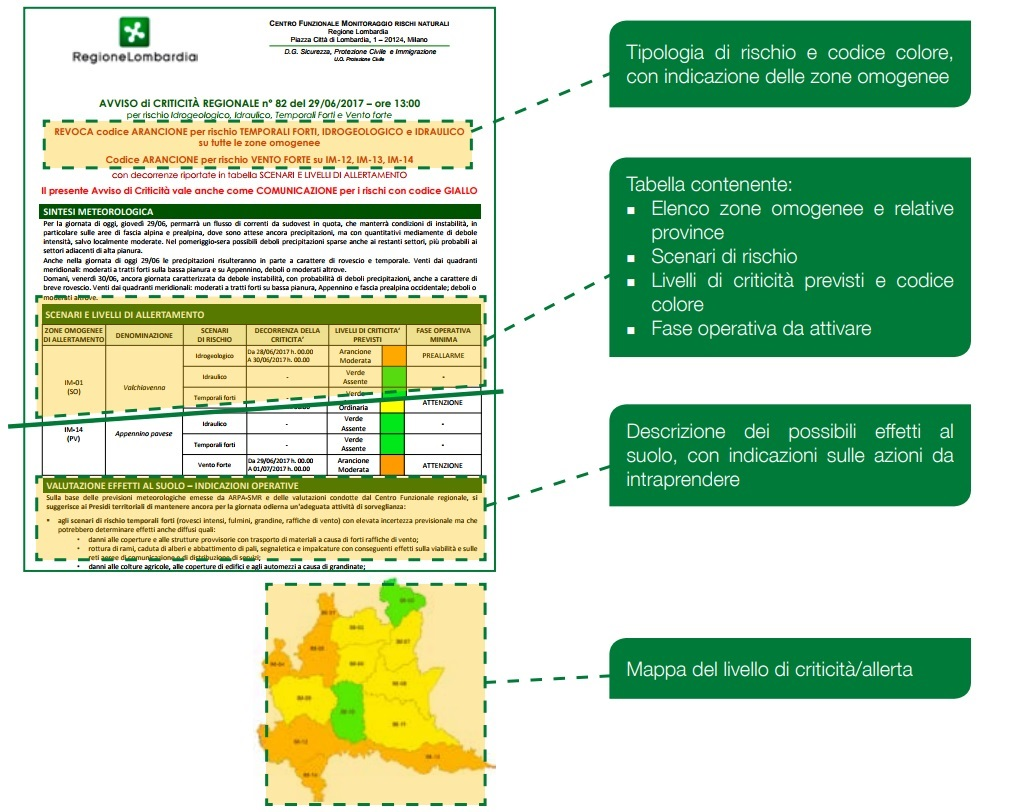 RegioneLombardia
CENTRO FUNZIONALE MONITORAGGIO RISCHI NATURALI
Regione Lombardia
Piazza Città di Lombardia, 1 – 20124, Milano
D.G. Sicurezza, Protezione Civile e Immigrazione
U.O. Protezione Civile
AVVISO di CRITICITÀ REGIONALE n° 82 del 29/06/2017 – ore 13:00
per rischio Idrogeologico, Idraulico, Temporali Forti e Vento forte
REVOCA codice ARANCIONE per rischio TEMPORALI FORTI, IDROGEOLOGICO e IDRAULICO
su tutte le zone omogenee
Codice ARANCIONE per rischio VENTO FORTE su IM-12, IM-13, IM-14
con decorrenze riportate in tabella SCENARI E LIVELLI DI ALLERTAMENTO
Il presente Avviso di Criticità vale anche come COMUNICAZIONE per i rischi con codice GIALLO
SINTESI METEOROLOGICA
Per la giornata di oggi, giovedì 29/06, permarrà un flusso di correnti da sudovest in quota, che manterrà condizioni di instabilità, in
particolare sulle aree di fascia alpina e prealpina, dove sono attese ancora precipitazioni, ma con quantitativi mediamente di debole
intensità, salvo localmente moderate. Nel pomeriggio-sera possibili deboli precipitazioni sparse anche ai restanti settori, più probabili ai
settori adiacenti di alta pianura.
Anche nella giornata di oggi 29/06 le precipitazioni risulteranno in parte a carattere di rovescio e temporale. Venti dai quadranti
meridionali: moderati a tratti forti sulla bassa pianura e su Appennino, deboli o moderati altrove.
Domani, venerdì 30/06, ancora giornata caratterizzata da debole instabilità, con probabilità di deboli precipitazioni, anche a carattere di
breve rovescio. Venti dai quadranti meridionali: moderati a tratti forti su bassa pianura, Appennino e fascia prealpina occidentale; deboli o
moderati altrove.
SCENARI E LIVELLI DI ALLERTAMENTO
ZONE OMOGENEE DI ALLERTAMENTO
DENOMINAZIONE
SCENARI DI RISCHIO
DECORRENZA DELLA CRITICITA'
LIVELLI DI CRITICITA' PREVISTI
FASE OPERATIVA MINIMA
IM-01
(SO)
Valchiavenna
Idrogeologico
Da 28/06/2017 h. 00.00
A 30/06/2017 h. 00.00
Arancione
Moderata
PREALLARME
Idraulico
-
Verde
Assente
-
Temporali forti
Verde
Ordinaria
ATTENZIONE
IM-14
(PV)
Appennino pavese
Idraulico
-
Verde
Assente
-
Temporali forti
-
Verde
Assente
-
Vento Forte
Da 29/06/2017 h. 00.00
A 01/07/2017 h. 00.00
Arancione
Moderata
ATTENZIONE
VALUTAZIONE EFFETTI AL SUOLO – INDICAZIONI OPERATIVE
Sulla base delle previsioni meteorologiche emesse da ARPA-SMR e delle valutazioni condotte dal Centro Funzionale regionale, si
suggerisce ai Presidi territoriali di mantenere ancora per la giornata odierna un'adeguata attività di sorveglianza:
• agli scenari di rischio temporali forti (rovesci intensi, fulmini, grandine, raffiche di vento) con elevata incertezza previsionale ma che
potrebbero determinare effetti anche diffusi quali:
• danni alle coperture e alle strutture provvisorie con trasporto di materiali a causa di forti raffiche di vento;
• rottura di rami, caduta di alberi e abbattimento di pali, segnaletica e impalcature con conseguenti effetti sulla viabilità e sulle
reti aeree di comunicazione e di distribuzione di servizi;
• danni alle colture agricole, alle coperture di edifici e agli automezzi a causa di grandinate;
Tipologia di rischio e codice colore,
con indicazione delle zone omogenee
Tabella contenente:
▪ Elenco zone omogenee e relative
province
▪ Scenari di rischio
▪ Livelli di criticità previsti e codice
colore
▪ Fase operativa da attivare
Descrizione dei possibili effetti al
suolo, con indicazioni sulle azioni da
intraprendere
Mappa del livello di criticità/allerta